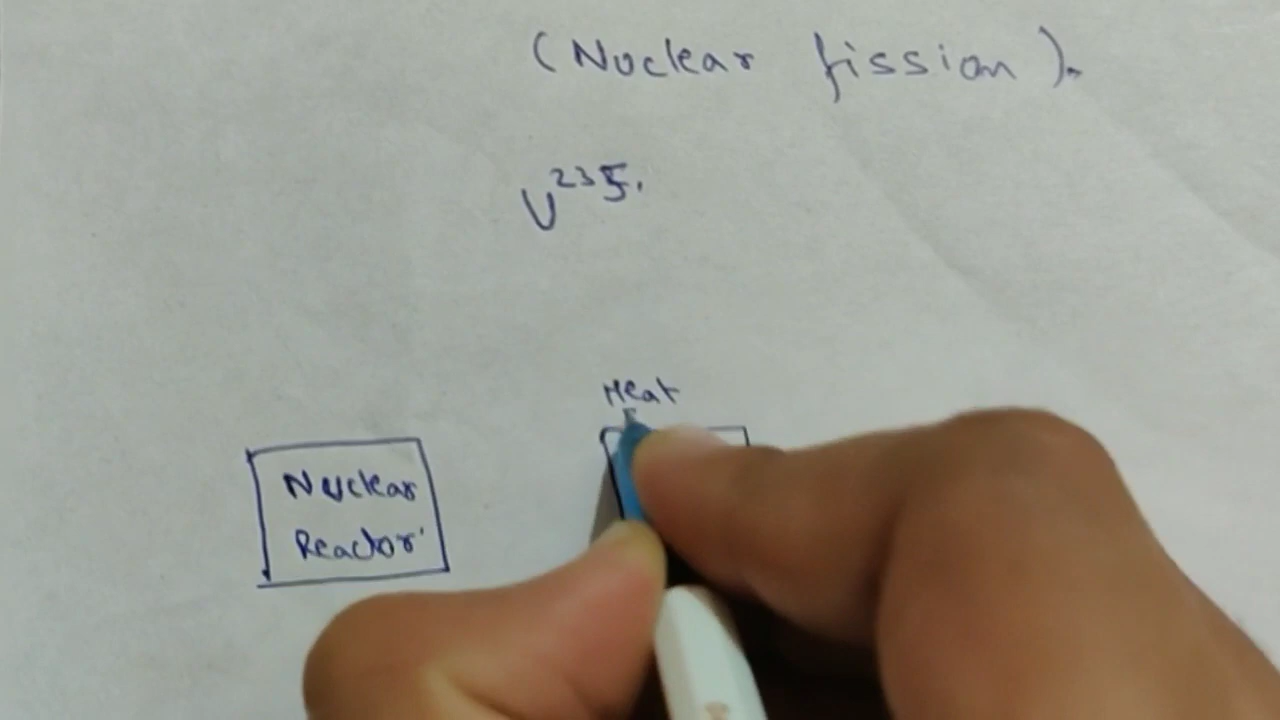 (Nuclear fission).
U²³⁵.
Heat
Nuclear
Reactor